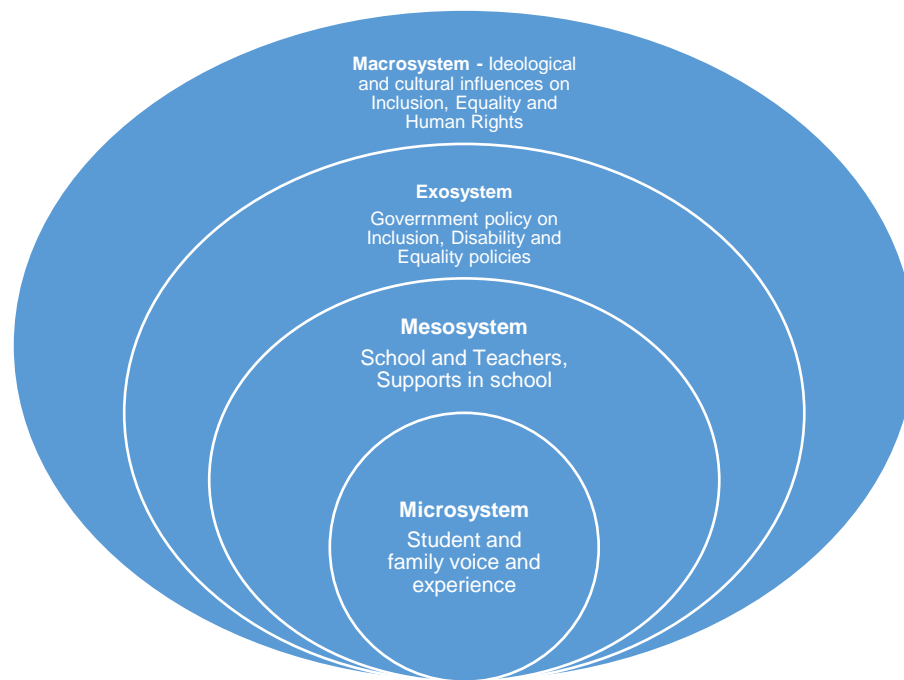 Macrosystem - Ideological
and cultural influences on
Inclusion, Equality and
Human Rights
Exosystem
Goverrnment policy on
Inclusion, Disability and
Equality policies
Mesosystem
School and Teachers,
Supports in school
Microsystem
Student and
family voice and
experience